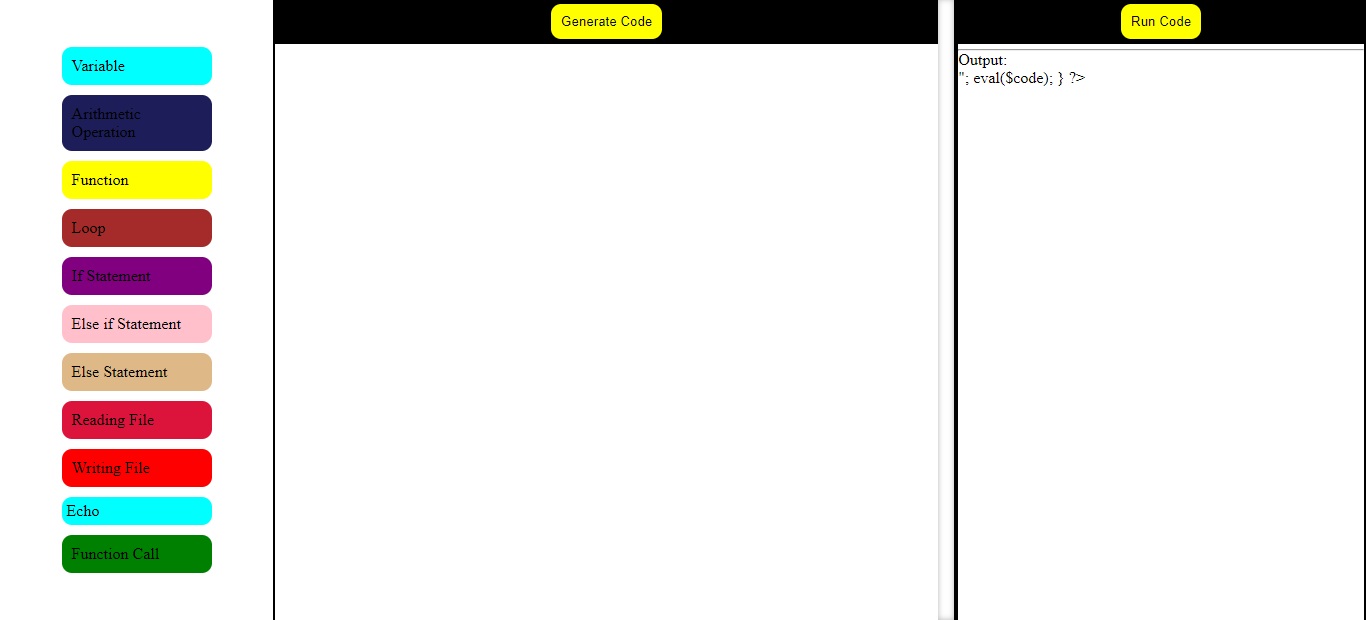 Generate Code
Run Code
Variable
Arithmetic
Operation
Function
Loop
If Statement
Else if Statement
Else Statement
Reading File
Writing File
Echo
Function Call
Output:
"; eval($code); } ?>